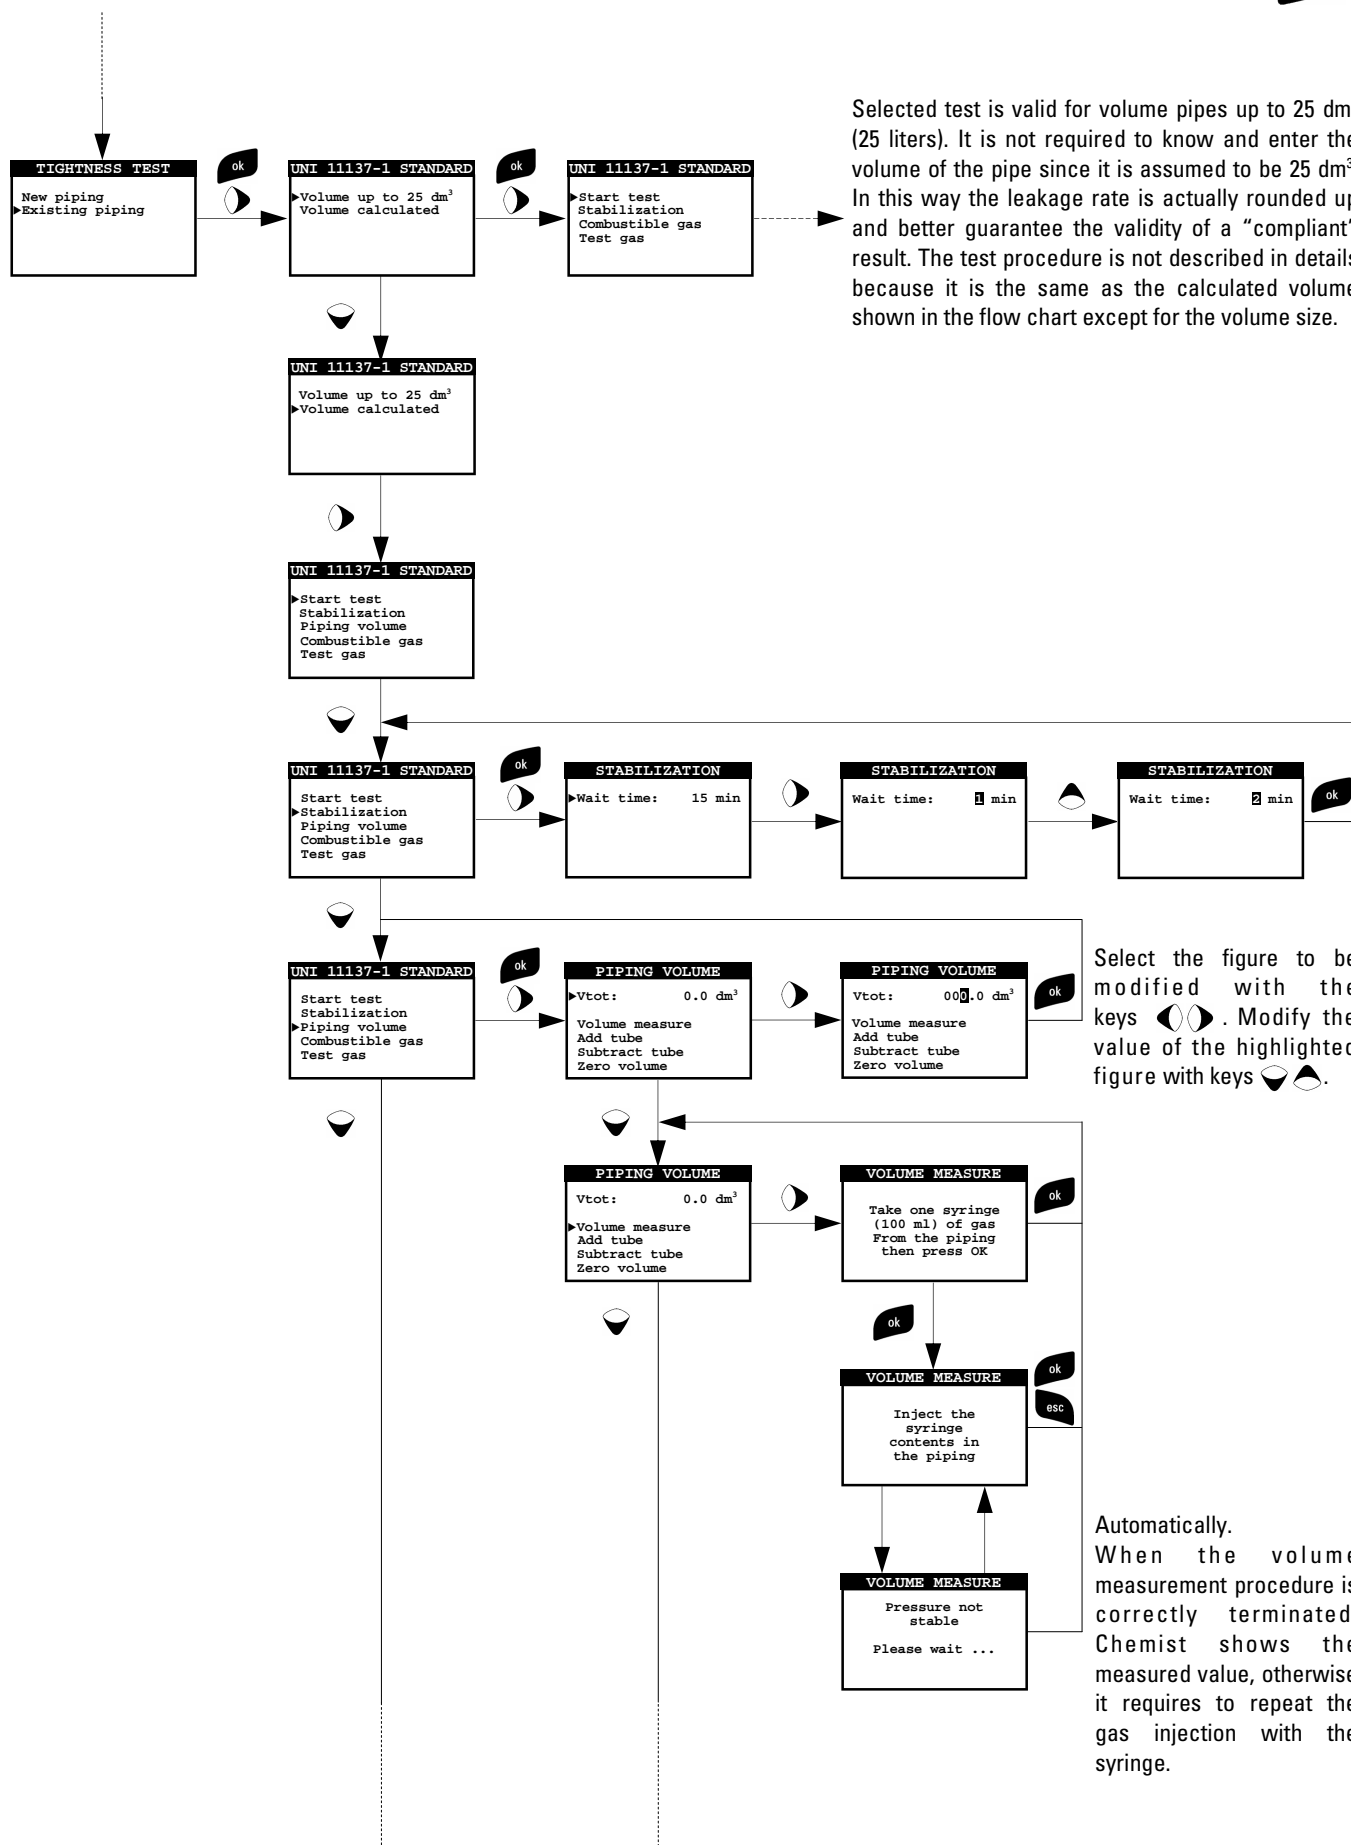 Selected test is valid for volume pipes up to 25 dm
(25 liters). It is not required to know and enter the
volume of the pipe since it is assumed to be 25 dm³
In this way the leakage rate is actually rounded up
and better guarantee the validity of a “compliant”
result. The test procedure is not described in details
because it is the same as the calculated volume
shown in the flow chart except for the volume size.
TIGHTNESS TEST
New piping
▶Existing piping
ok
UNI 11137-1 STANDARD
▶Volume up to 25 dm³
Volume calculated
ok
UNI 11137-1 STANDARD
▶Start test
Stabilization
Combustible gas
Test gas
UNI 11137-1 STANDARD
Volume up to 25 dm³
▶Volume calculated
UNI 11137-1 STANDARD
▶Start test
Stabilization
Piping volume
Combustible gas
Test gas
UNI 11137-1 STANDARD
Start test
▶Stabilization
Piping volume
Combustible gas
Test gas
ok
STABILIZATION
▶Wait time: 15 min
STABILIZATION
Wait time: 1 min
STABILIZATION
Wait time: 2 min
ok
UNI 11137-1 STANDARD
Start test
Stabilization
▶Piping volume
Combustible gas
Test gas
ok
PIPING VOLUME
▶Vtot: 0.0 dm³
Volume measure
Add tube
Subtract tube
Zero volume
PIPING VOLUME
Vtot: 000.0 dm³
Volume measure
Add tube
Subtract tube
Zero volume
ok
Select the figure to be
modified with the
keys . Modify the
value of the highlighted
figure with keys .
PIPING VOLUME
Vtot: 0.0 dm³
▶Volume measure
Add tube
Subtract tube
Zero volume
VOLUME MEASURE
Take one syringe
(100 ml) of gas
From the piping
then press OK
ok
ok
VOLUME MEASURE
Inject the
syringe
contents in
the piping
ok
esc
VOLUME MEASURE
Pressure not
stable
Please wait ...
Automatically.
When the volume
measurement procedure is
correctly terminated
Chemist shows the
measured value, otherwise
it requires to repeat the
gas injection with the
syringe.